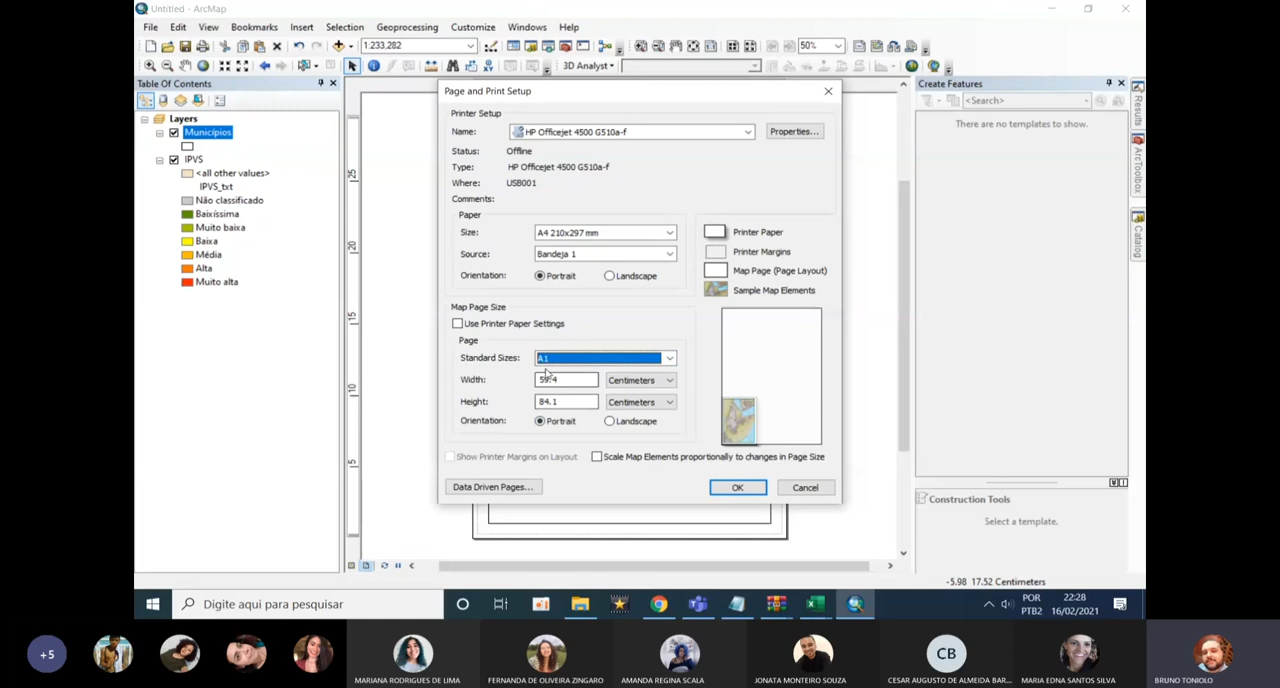 Untitled - ArcMap
File Edit View Bookmarks Insert Selection Geoprocessing Customize Windows Help
1:233,282
50%
3D Analyst
Table Of Contents
Layers
Municípios
IPVS
<all other values>
IPVS_txt
Não classificado
Baixíssima
Muito baixa
Baixa
Média
Alta
Muito alta
25
20
15
10
5
Page and Print Setup
Printer Setup
Name: HP Officejet 4500 G510a-f Properties...
Status: Offline
Type: HP Officejet 4500 G510a-f
Where: USB001
Comments:
Paper
Size: A4 210x297 mm
Source: Bandeja 1
Orientation: Portrait Landscape
Printer Paper
Printer Margins
Map Page (Page Layout)
Sample Map Elements
Map Page Size
Use Printer Paper Settings
Page
Standard Sizes: A1
Width: 59.4 Centimeters
Height: 84.1 Centimeters
Orientation: Portrait Landscape
Show Printer Margins on Layout Scale Map Elements proportionally to changes in Page Size
Data Driven Pages... OK Cancel
Create Features
<Search>
There are no templates to show.
Construction Tools
Select a template.
Results
ArcToolbox
Catalog
-5.98 17.52 Centimeters
Digite aqui para pesquisar
POR
PTB2
22:28
16/02/2021
+5
MARIANA RODRIGUES DE LIMA
FERNANDA DE OLIVEIRA ZINGARO
AMANDA REGINA SCALA
JONATA MONTEIRO SOUZA
CB
CESAR AUGUSTO DE ALMEIDA BAR...
MARIA EDNA SANTOS SILVA
BRUNO TONIOLO